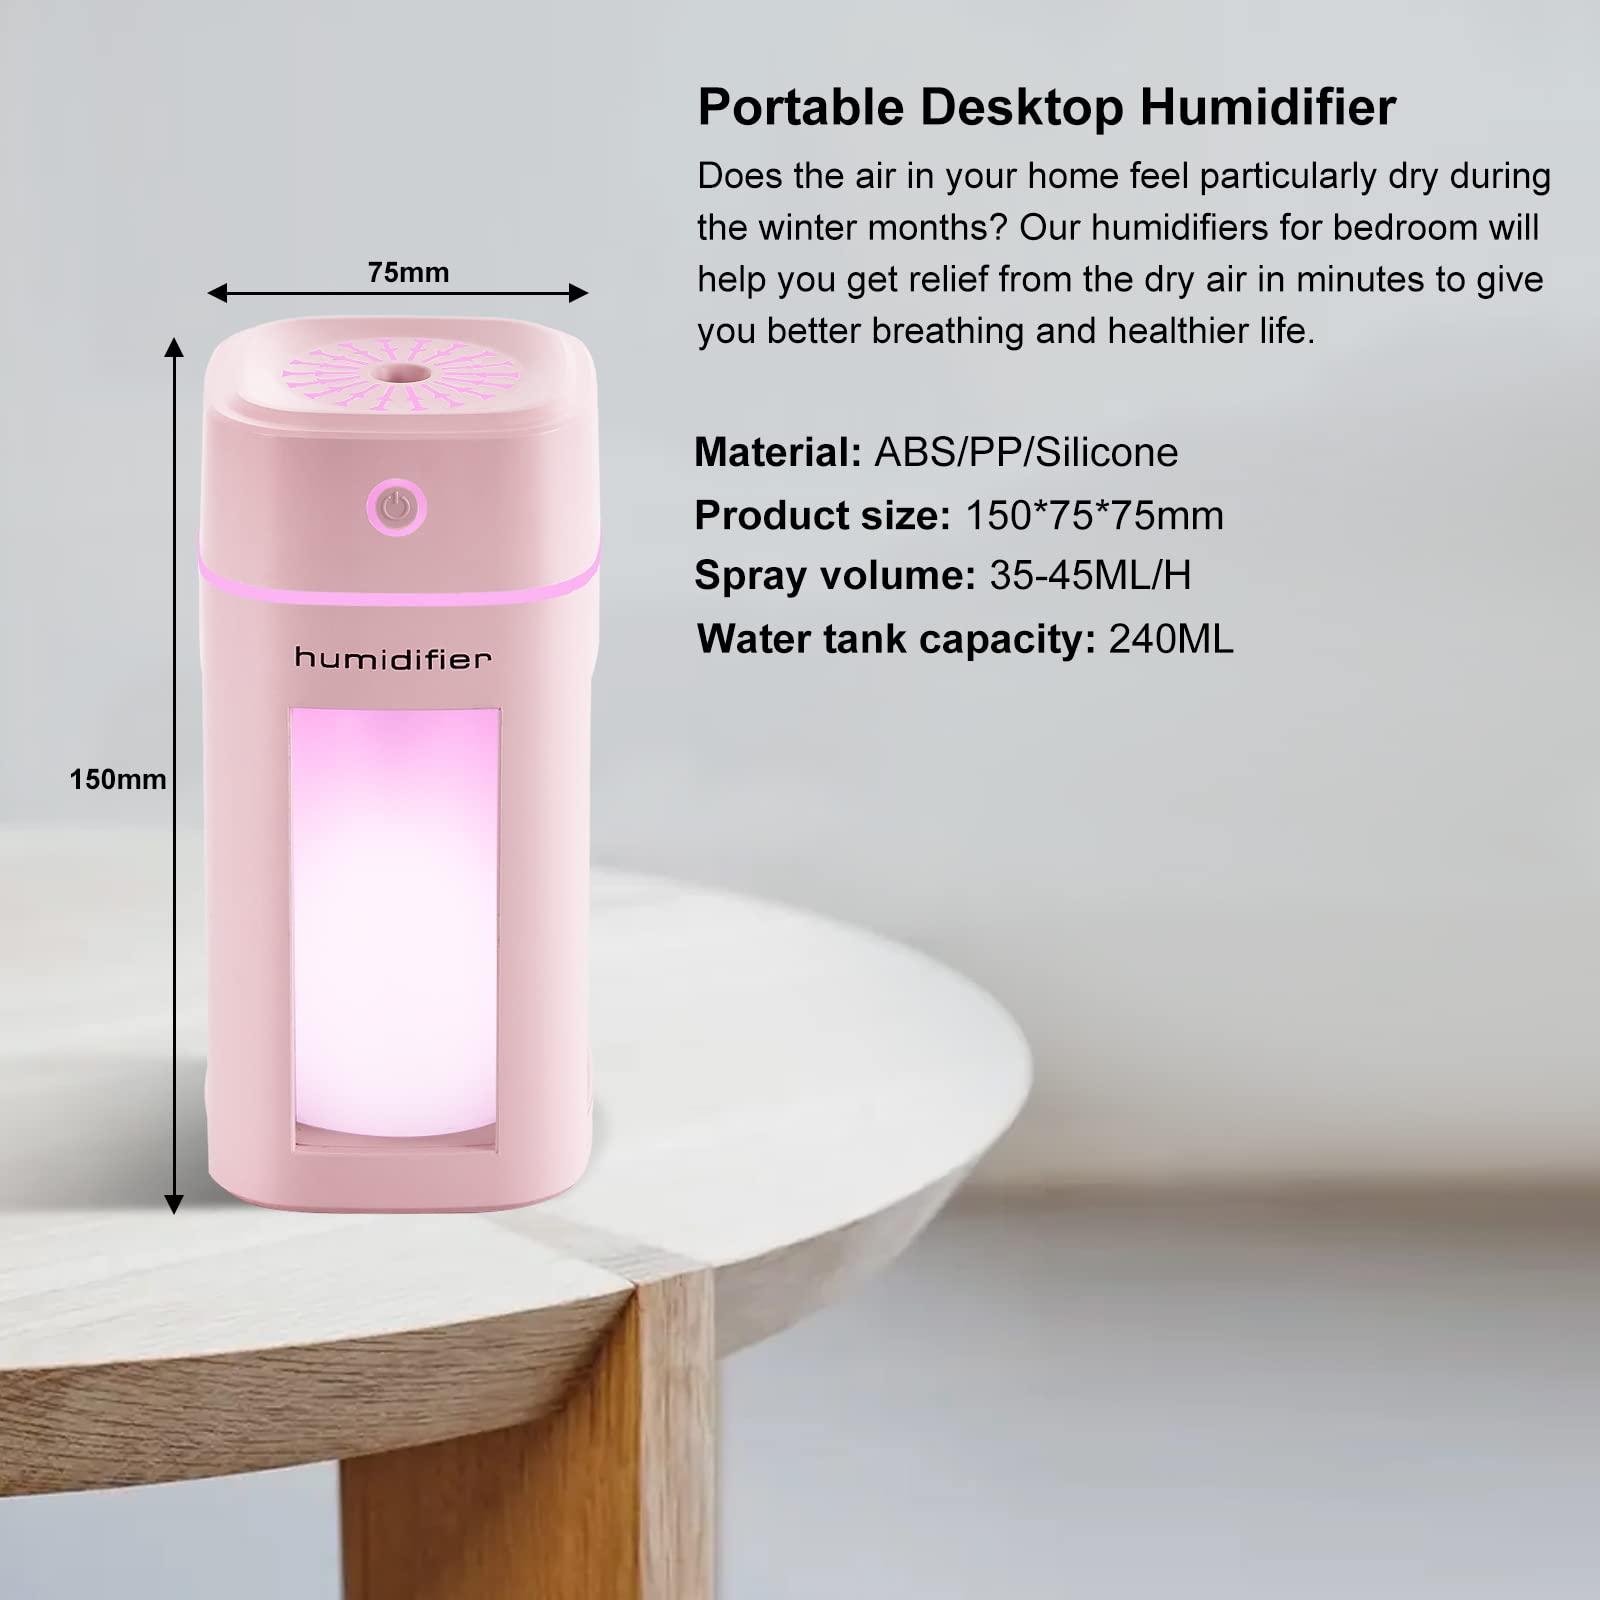 Portable Desktop Humidifier
Does the air in your home feel particularly dry during
the winter months? Our humidifiers for bedroom will
help you get relief from the dry air in minutes to give
you better breathing and healthier life.
75mm
Material: ABS/PP/Silicone
Product size: 150*75*75mm
Spray volume: 35-45ML/H
Water tank capacity: 240ML
humidifier
150mm